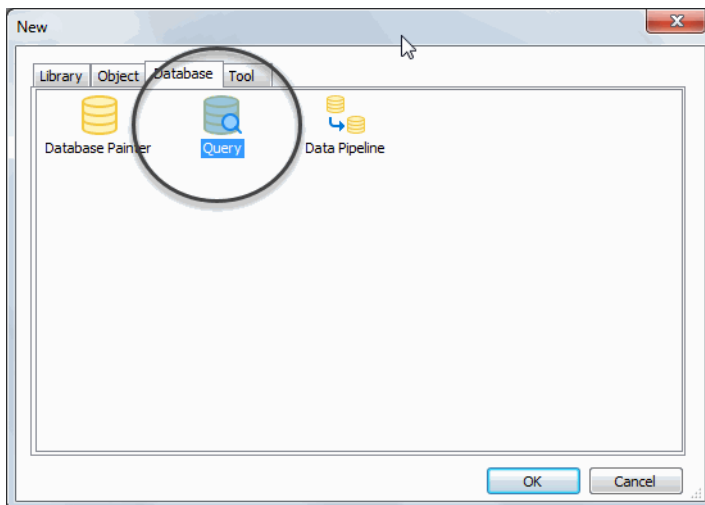 New
Library Object Database Tool
Database Painter Query Data Pipeline
OK Cancel